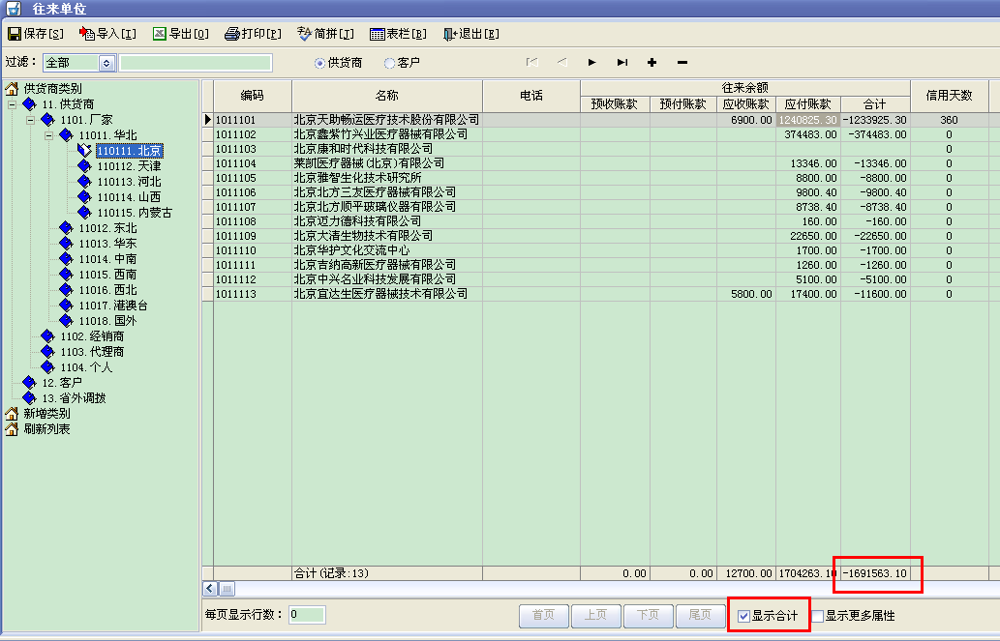 往来单位
保存[S] 导入[I] 导出[O] 打印[P] 简拼[J] 表栏[B] 退出[E]
过滤： 全部 供货商 客户
供货商类别
11.供货商
1101.厂家
11011.华北
110111.北京
110112.天津
110113.河北
110114.山西
110115.内蒙古
11012.东北
11013.华东
11014.中南
11015.西南
11016.西北
11017.港澳台
11018.国外
1102.经销商
1103.代理商
1104.个人
12.客户
13.省外调拨
新增类别
刷新列表
编码 名称 电话 往来余额 信用天数
预收账款 预付账款 应收账款 应付账款 合计
1011101 北京天助畅运医疗技术股份有限公司 6900.00 1240825.30 -1233925.30 360
1011102 北京鑫紫竹兴业医疗器械有限公司 374483.00 -374483.00 0
1011103 北京康和时代科技有限公司 0
1011104 莱凯医疗器械(北京)有限公司 13346.00 -13346.00 0
1011105 北京雅智生化技术研究所 8800.00 -8800.00 0
1011106 北京北方三友医疗器械有限公司 9800.40 -9800.40 0
1011107 北京北方顺平玻璃仪器有限公司 8738.40 -8738.40 0
1011108 北京迈力德科技有限公司 160.00 -160.00 0
1011109 北京大渚生物技术有限公司 22650.00 -22650.00 0
1011110 北京华护文化交流中心 1700.00 -1700.00 0
1011111 北京吉纳高新医疗器械有限公司 1260.00 -1260.00 0
1011112 北京中兴名业科技发展有限公司 5100.00 -5100.00 0
1011113 北京宜达生医疗器械技术有限公司 5800.00 17400.00 -11600.00 0
合计(记录:13) 0.00 0.00 12700.00 1704263.10 -1691563.10
每页显示行数： 0 首页 上页 下页 尾页 显示合计 显示更多属性